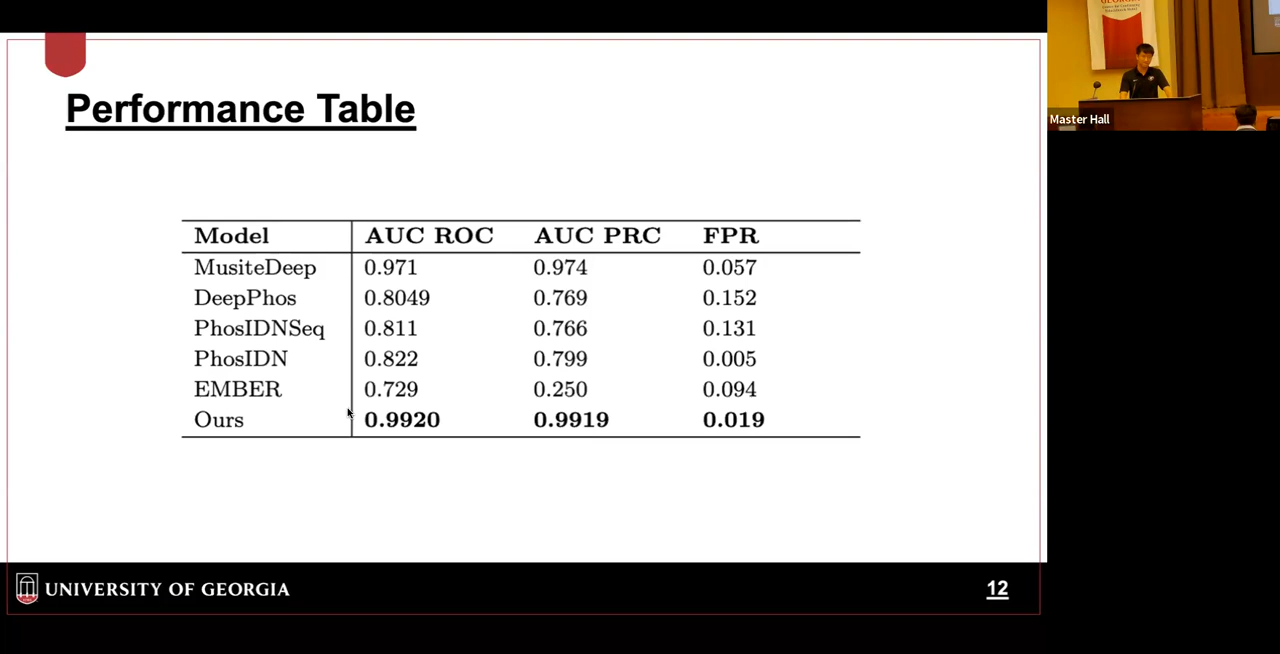 Performance Table
Model AUC ROC AUC PRC FPR
MusiteDeep 0.971 0.974 0.057
DeepPhos 0.8049 0.769 0.152
PhosIDNSeq 0.811 0.766 0.131
PhosIDN 0.822 0.799 0.005
EMBER 0.729 0.250 0.094
Ours 0.9920 0.9919 0.019
UNIVERSITY OF GEORGIA
12
Master Hall